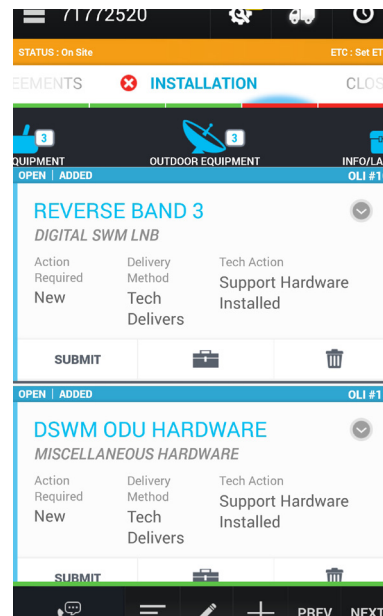 71772520
STATUS : On Site ETC : Set ET
EEMENTS INSTALLATION CLOS
3 3
QUIPMENT OUTDOOR EQUIPMENT INFO/LA
OPEN | ADDED OLI #1
REVERSE BAND 3
DIGITAL SWM LNB
Action Delivery Tech Action
Required Method Support Hardware
New Tech Installed
Delivers
SUBMIT
OPEN | ADDED OLI #1
DSWM ODU HARDWARE
MISCELLANEOUS HARDWARE
Action Delivery Tech Action
Required Method Support Hardware
New Tech Installed
Delivers
SUBMIT
PREV NEXT